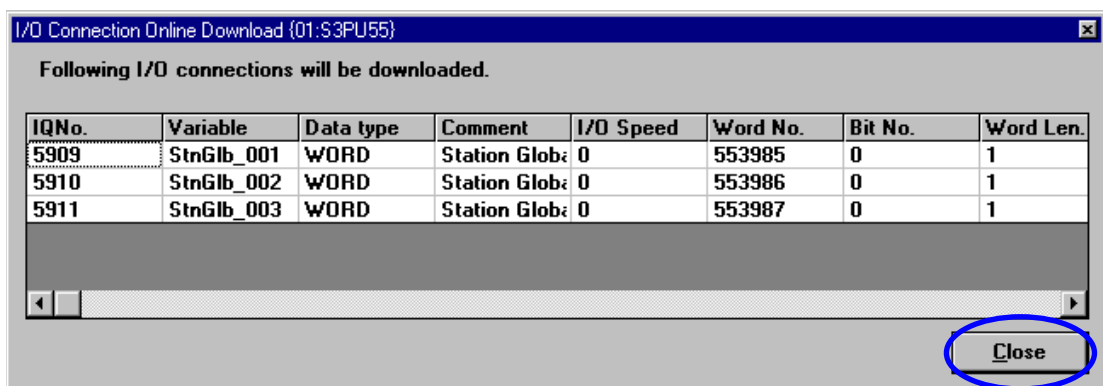 I/O Connection Online Download {01:S3PU55}
Following I/O connections will be downloaded.
IQNo. Variable Data type Comment I/O Speed Word No. Bit No. Word Len.
5909 StnGlb_001 WORD Station Globa 0 553985 0 1
5910 StnGlb_002 WORD Station Globa 0 553986 0 1
5911 StnGlb_003 WORD Station Globa 0 553987 0 1
Close